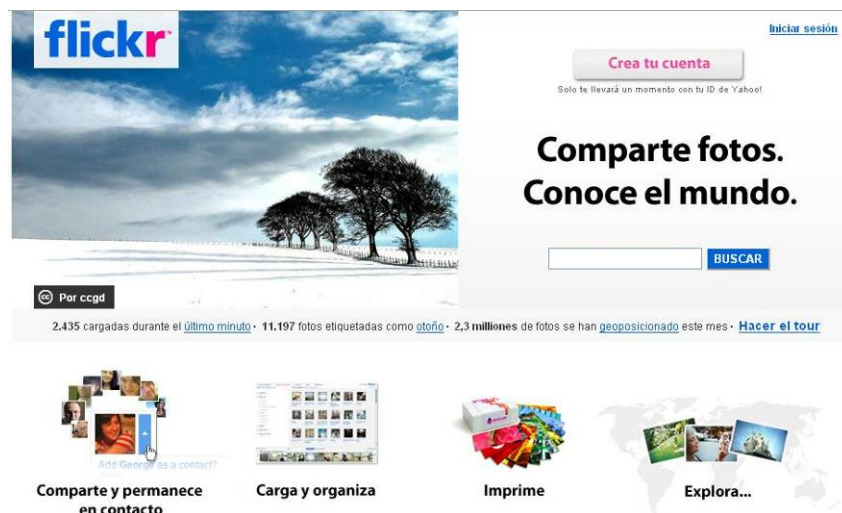 flickr
Iniciar sesión
Crea tu cuenta
Solo te llevará un momento con tu ID de Yahoo!
Comparte fotos.
Conoce el mundo.
BUSCAR
Por ccgd
2.435 cargadas durante el último minuto · 11.197 fotos etiquetadas como otoño · 2,3 milliones de fotos se han geoposicionado este mes · Hacer el tour
Add George as a contact?
Comparte y permanece
en contacto
Carga y organiza
Imprime
Explora...